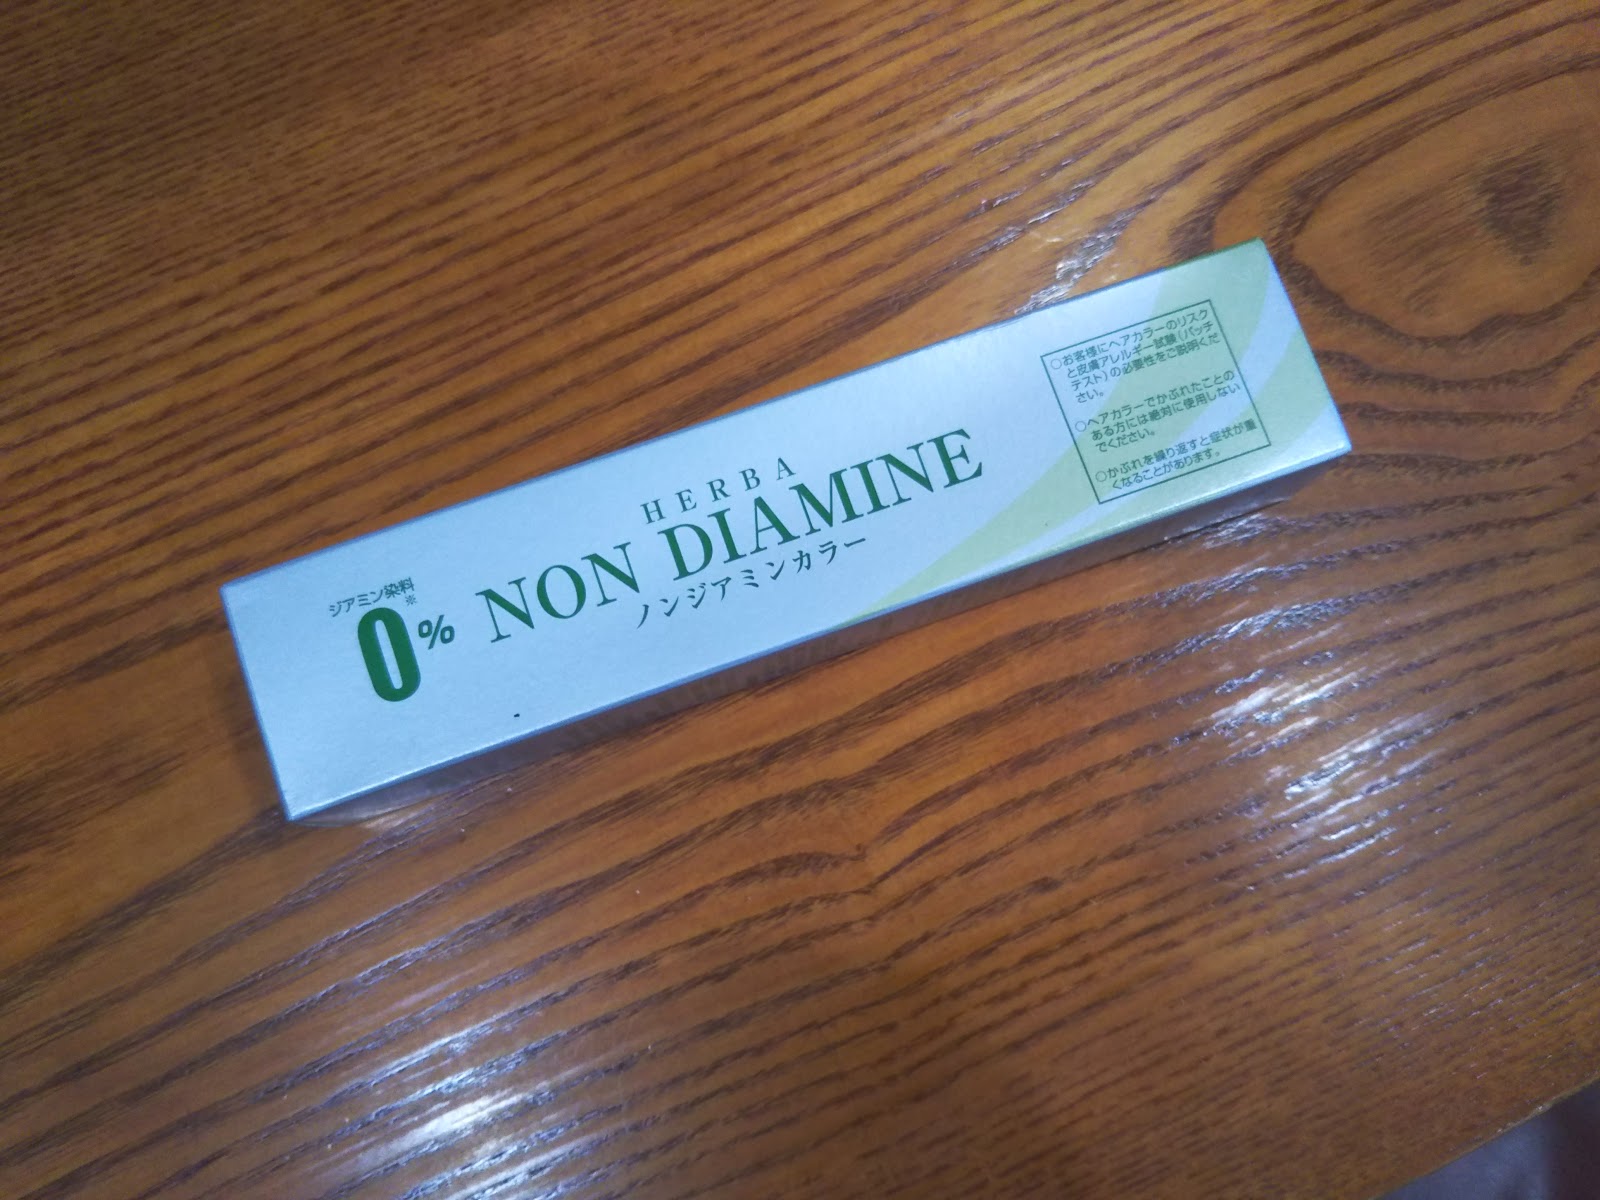 ジアミン染料
※
0%
HERBA
NON DIAMINE
ノンジアミンカラー
○お客様にヘアカラーのリスク
と皮膚アレルギー試験(パッチ
テスト)の必要性をご説明くだ
さい。
○ヘアカラーでかぶれたことの
ある方には絶対に使用しない
でください。
○かぶれを繰り返すと症状が重
くなることがあります。